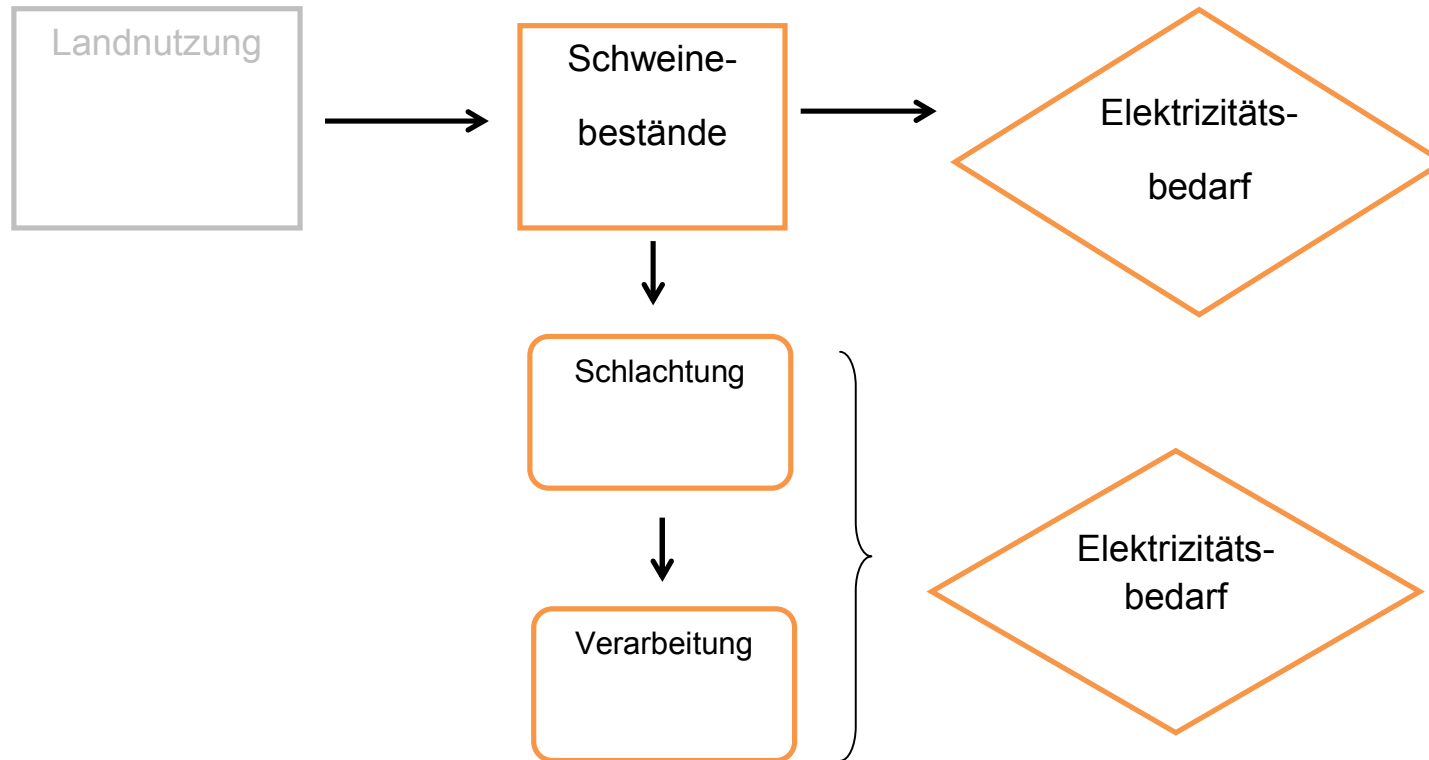 Landnutzung
Schweine-
bestände
Elektrizitäts-
bedarf
Schlachtung
Elektrizitäts-
bedarf
Verarbeitung